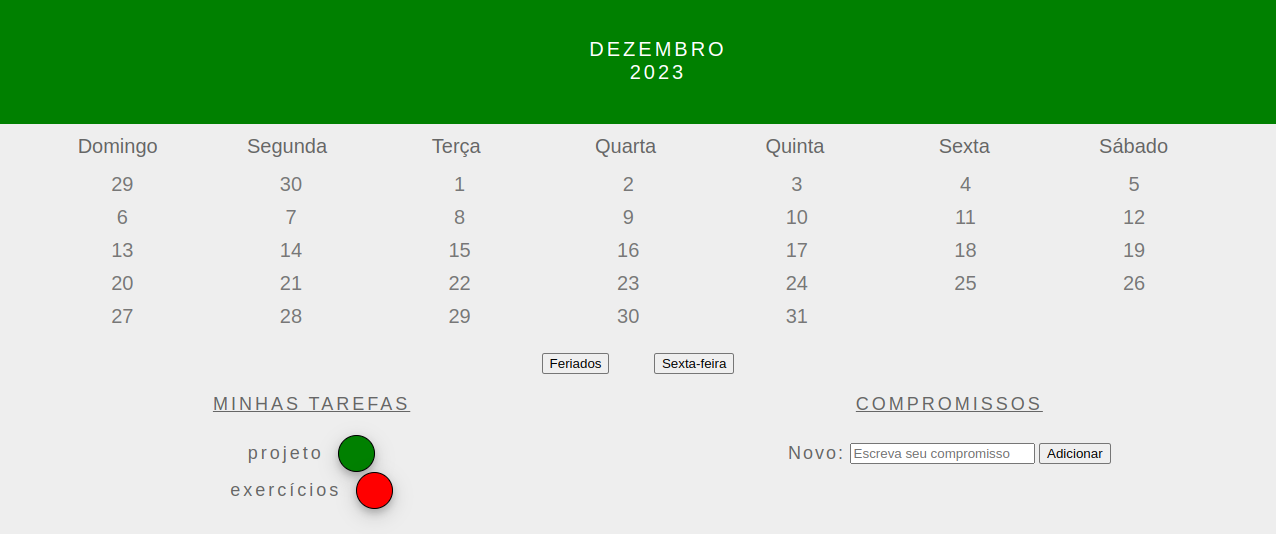 DEZEMBRO
2023
Domingo Segunda Terça Quarta Quinta Sexta Sábado
29 30 1 2 3 4 5
6 7 8 9 10 11 12
13 14 15 16 17 18 19
20 21 22 23 24 25 26
27 28 29 30 31
Feriados Sexta-feira
MINHAS TAREFAS COMPROMISSOS
projeto Novo: Escreva seu compromisso Adicionar
exercícios